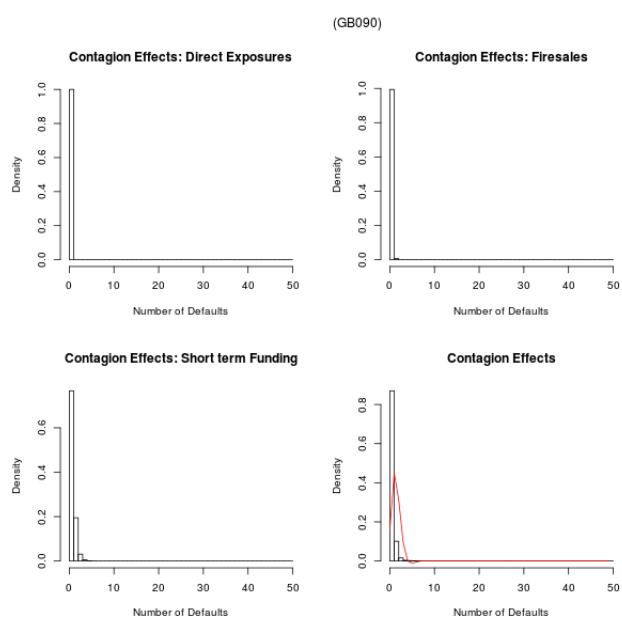 (GB090)
Contagion Effects: Direct Exposures
Density
0.0 0.2 0.4 0.6 0.8 1.0
0 10 20 30 40 50
Number of Defaults
Contagion Effects: Firesales
Density
0.0 0.2 0.4 0.6 0.8 1.0
0 10 20 30 40 50
Number of Defaults
Contagion Effects: Short term Funding
Density
0.0 0.2 0.4 0.6
0 10 20 30 40 50
Number of Defaults
Contagion Effects
Density
0.0 0.2 0.4 0.6 0.8
0 10 20 30 40 50
Number of Defaults